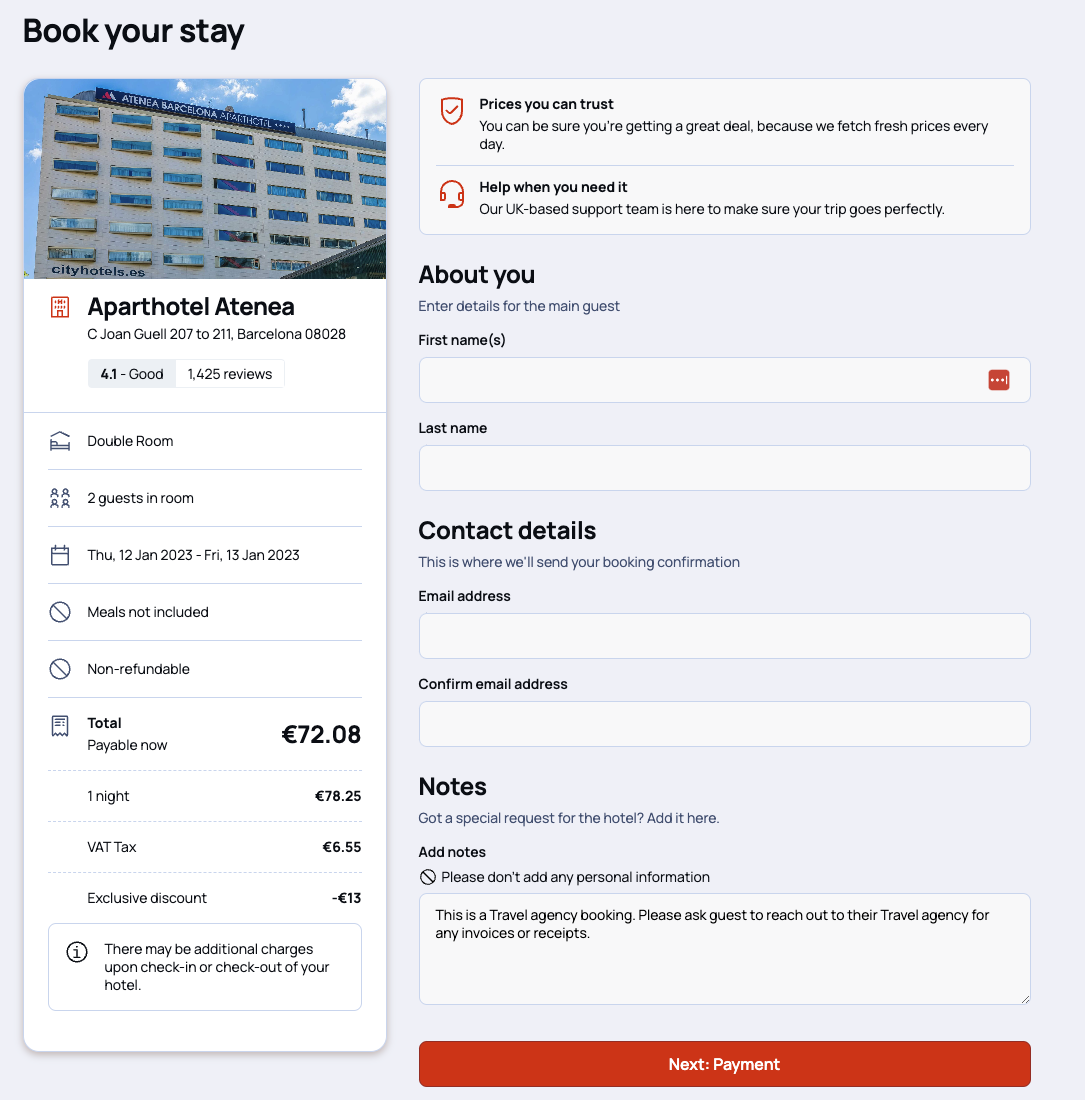 Book your stay
ATENEA BARCELONA APARTHOTEL ****
cityhotels.es
Aparthotel Atenea
C Joan Guell 207 to 211, Barcelona 08028
4.1 - Good 1,425 reviews
Double Room
2 guests in room
Thu, 12 Jan 2023 - Fri, 13 Jan 2023
Meals not included
Non-refundable
Total
Payable now
€72.08
1 night €78.25
VAT Tax €6.55
Exclusive discount -€13
There may be additional charges
upon check-in or check-out of your
hotel.
Prices you can trust
You can be sure you're getting a great deal, because we fetch fresh prices every
day.
Help when you need it
Our UK-based support team is here to make sure your trip goes perfectly.
About you
Enter details for the main guest
First name(s)
Last name
Contact details
This is where we'll send your booking confirmation
Email address
Confirm email address
Notes
Got a special request for the hotel? Add it here.
Add notes
Please don't add any personal information
This is a Travel agency booking. Please ask guest to reach out to their Travel agency for
any invoices or receipts.
Next: Payment